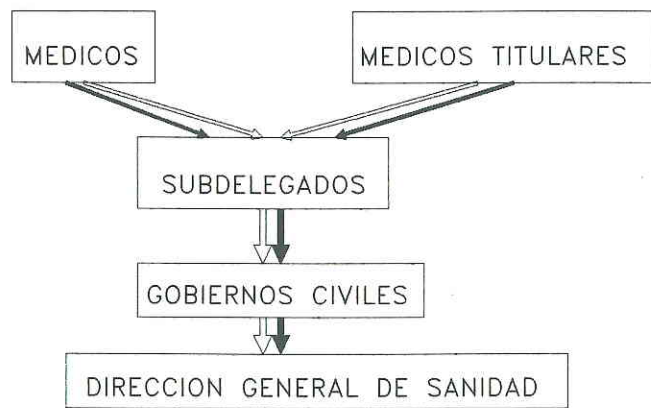 MEDICOS
MEDICOS TITULARES
SUBDELEGADOS
GOBIERNOS CIVILES
DIRECCION GENERAL DE SANIDAD